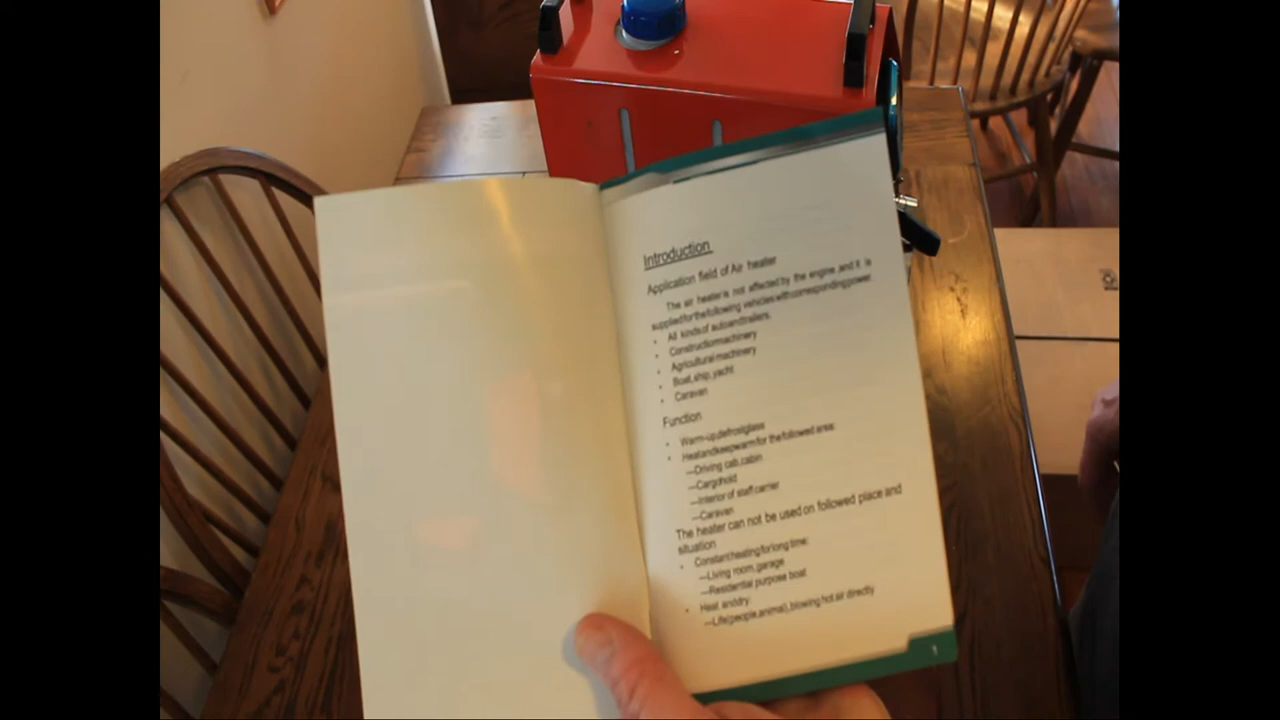 Introduction
Application field of Air heater
The air heater is not affected by the engine and it is
supplied for the following vehicles with corresponding power.
• All kinds of auto and trailers.
• Construction machinery
• Agricultural machinery
• Boat, ship, yacht
• Caravan
Function
• Warm-up, defrost glass
• Heat and keep warm for the followed area:
—Driving cab, cabin
—Cargo hold
—Interior of staff carrier
—Caravan
The heater can not be used on followed place and
situation
• Constant heating for long time:
—Living room, garage
—Residential purpose boat
• Heat and dry:
—Life (people, animal), blowing hot air directly
1